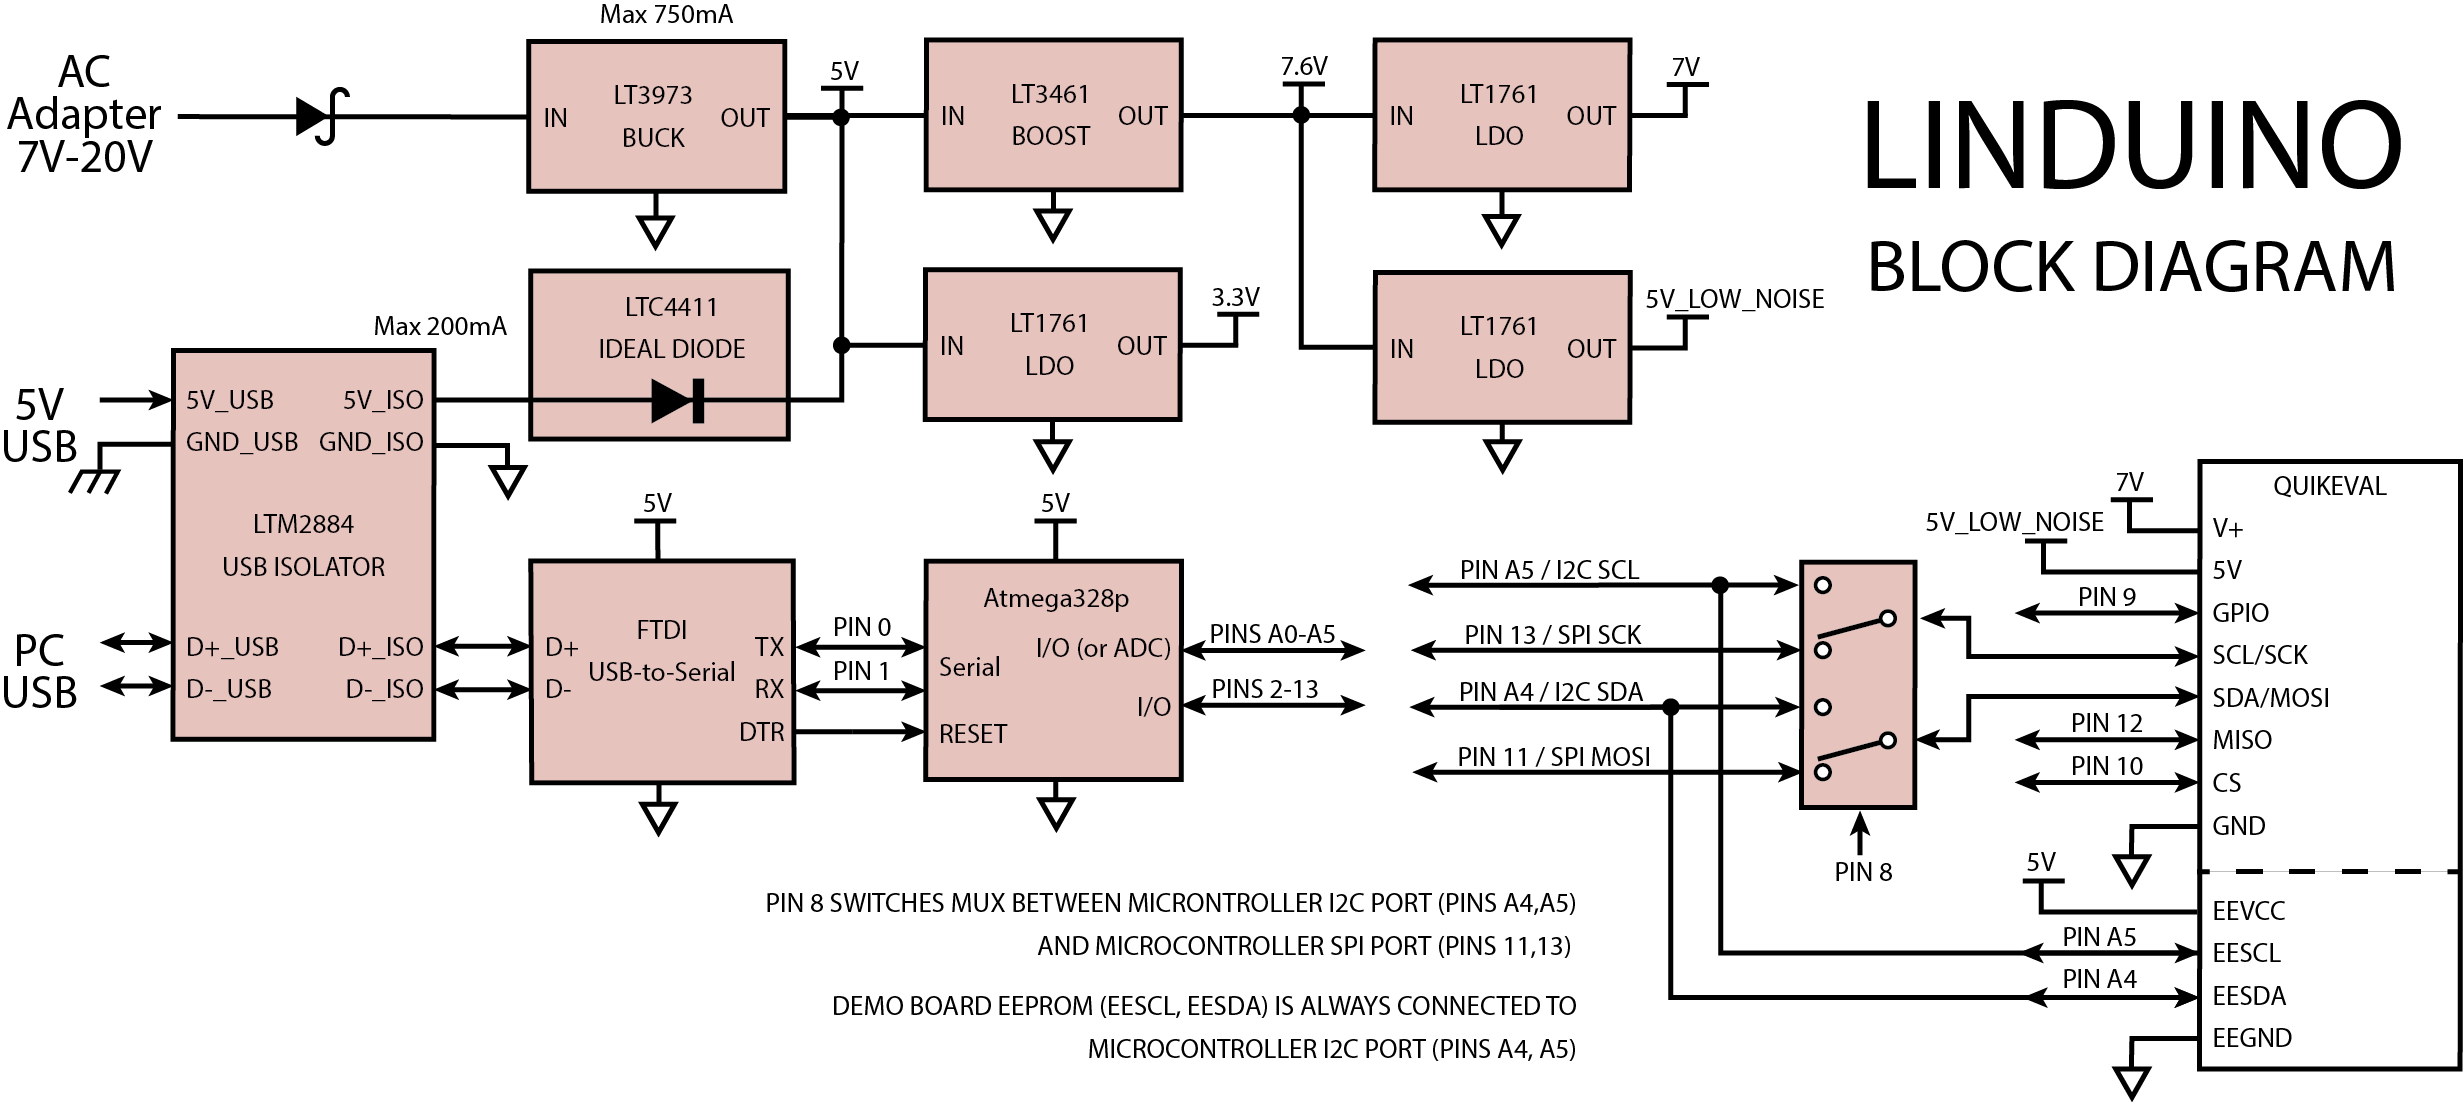 Max 750mA
AC
Adapter
7V-20V
IN
LT3973
BUCK
OUT
5V
IN
LT3461
BOOST
OUT
7.6V
IN
LT1761
LDO
OUT
7V
LINDUINO
BLOCK DIAGRAM
Max 200mA
LTC4411
IDEAL DIODE
IN
LT1761
LDO
OUT
3.3V
IN
LT1761
LDO
OUT
5V_LOW_NOISE
5V
USB
5V_USB
5V_ISO
GND_USB
GND_ISO
LTM2884
USB ISOLATOR
PC
USB
D+_USB
D+_ISO
D-_USB
D-_ISO
5V
D+
D-
FTDI
USB-to-Serial
TX
RX
DTR
PIN 0
PIN 1
5V
Atmega328p
I/O (or ADC)
Serial
I/O
RESET
PINS A0-A5
PINS 2-13
PIN A5 / I2C SCL
PIN 13 / SPI SCK
PIN A4 / I2C SDA
PIN 11 / SPI MOSI
PIN 8
7V
5V_LOW_NOISE
PIN 9
PIN 12
PIN 10
5V
PIN A5
PIN A4
QUIKEVAL
V+
5V
GPIO
SCL/SCK
SDA/MOSI
MISO
CS
GND
EEVCC
EESCL
EESDA
EEGND
PIN 8 SWITCHES MUX BETWEEN MICRONTROLLER I2C PORT (PINS A4,A5)
AND MICROCONTROLLER SPI PORT (PINS 11,13)
DEMO BOARD EEPROM (EESCL, EESDA) IS ALWAYS CONNECTED TO
MICROCONTROLLER I2C PORT (PINS A4, A5)